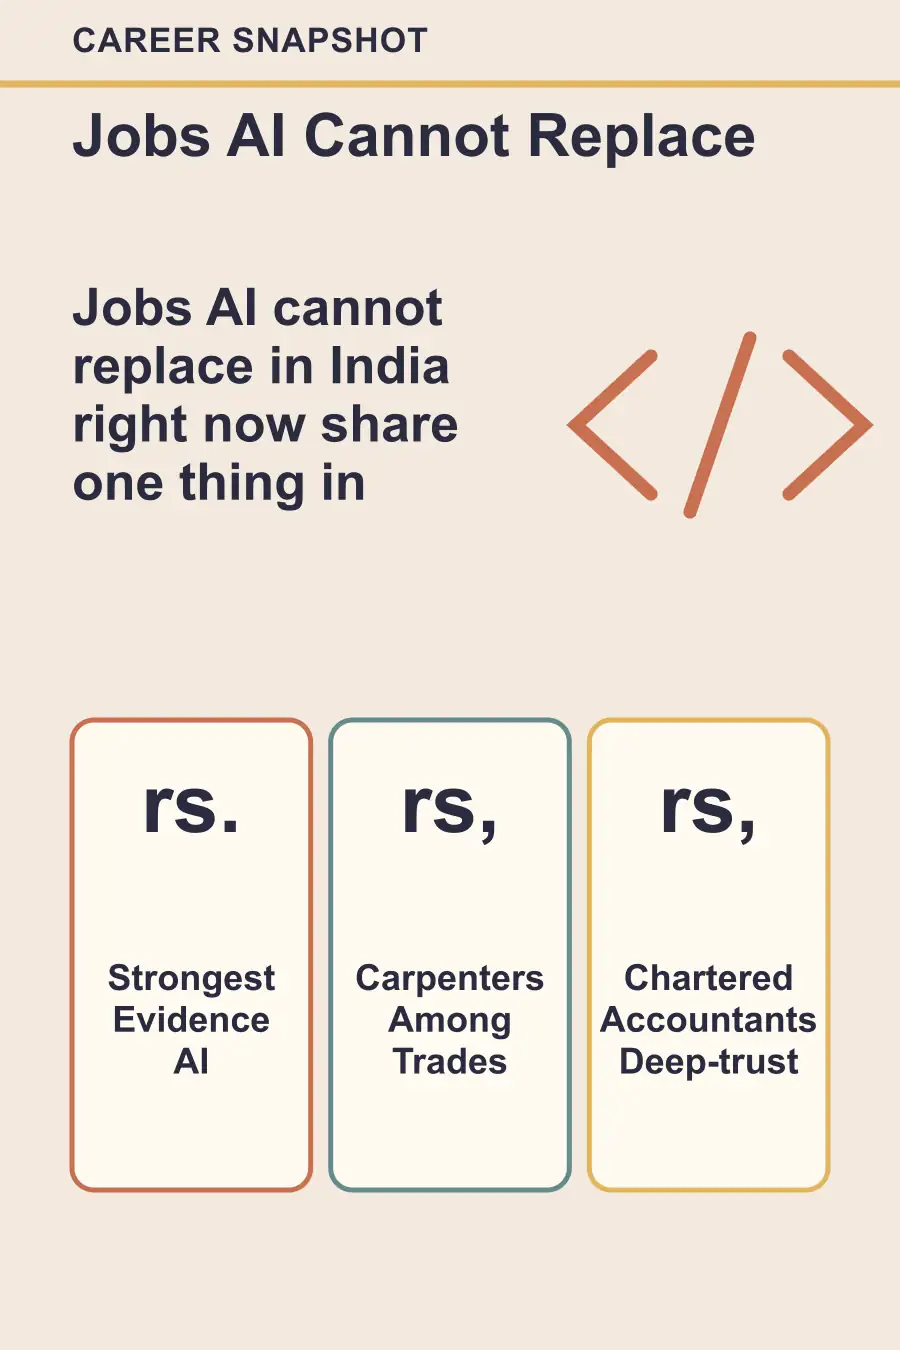 CAREER SNAPSHOT
Jobs AI Cannot Replace
Jobs AI cannot
replace in India
right now share
one thing in
rs.
Strongest
Evidence
AI
rs,
Carpenters
Among
Trades
rs,
Chartered
Accountants
Deep-trust